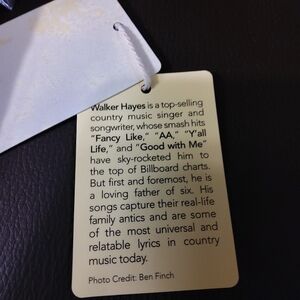 Walker Hayes is a top-selling
country music singer and
songwriter, whose smash hits
"Fancy Like," "AA," "Y'all
Life," and "Good with Me"
have sky-rocketed him to
the top of Billboard charts.
But first and foremost, he is
a loving father of six. His
songs capture their real-life
family antics and are some
of the most universal and
relatable lyrics in country
music today.
Photo Credit: Ben Finch